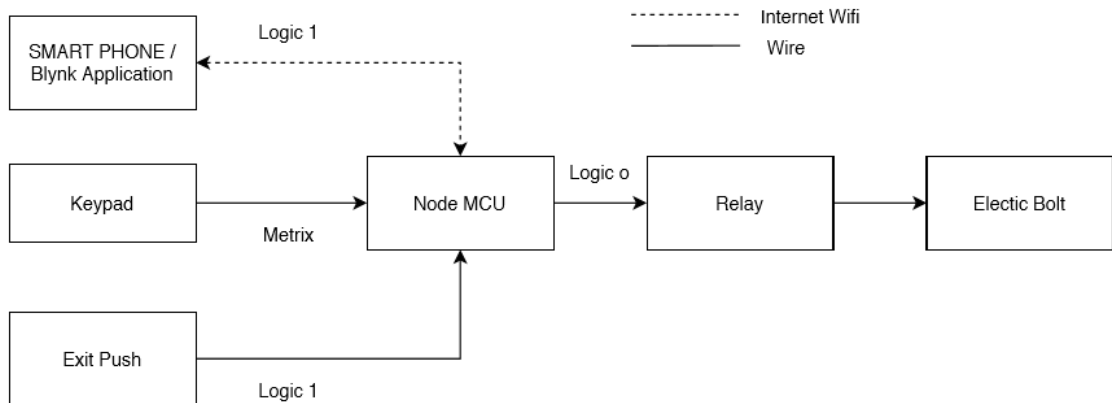 Logic 1
Internet Wifi
Wire
SMART PHONE /
Blynk Application
Keypad
Metrix
Node MCU
Logic o
Relay
Electic Bolt
Exit Push
Logic 1